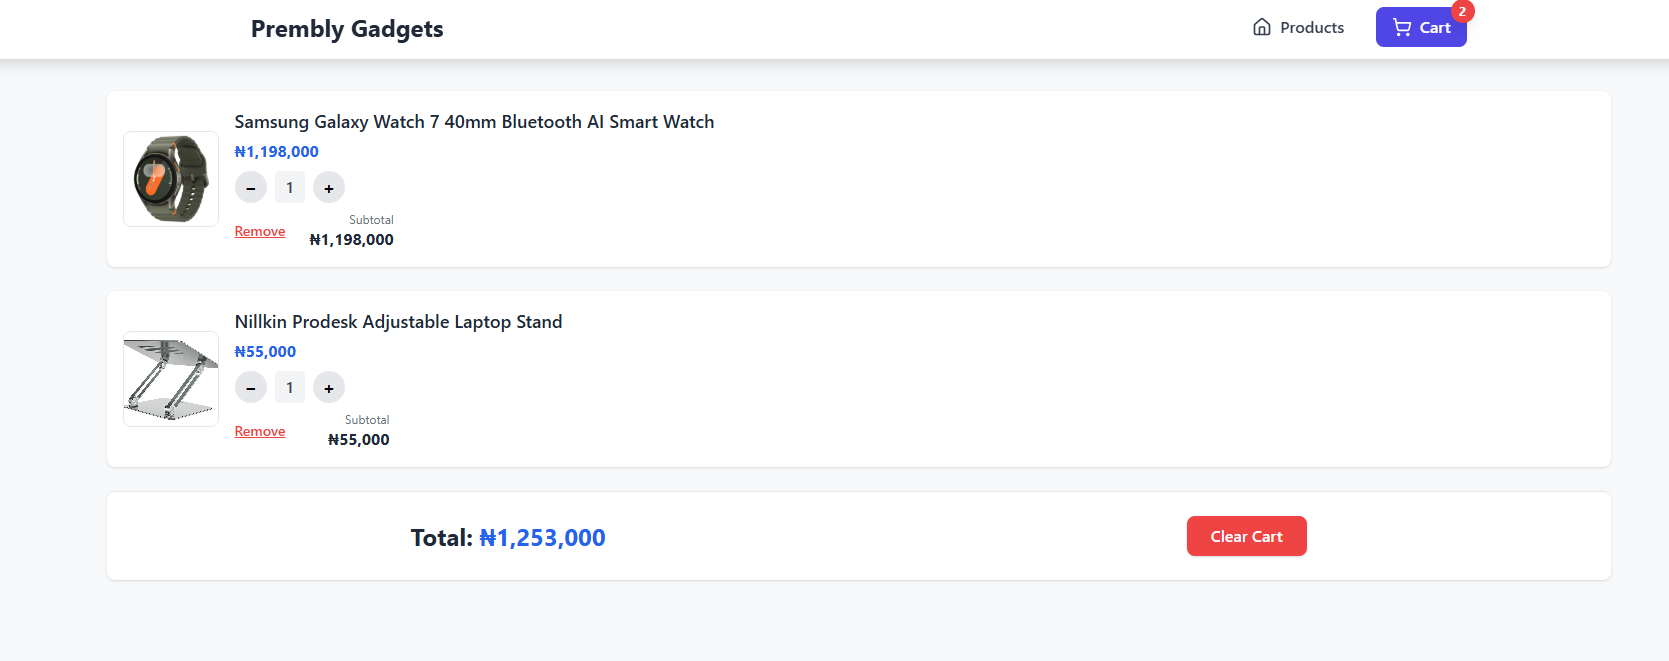 Prembly Gadgets
Products
Cart
2
Samsung Galaxy Watch 7 40mm Bluetooth AI Smart Watch
₦1,198,000
− 1 +
Remove
Subtotal
₦1,198,000
Nillkin Prodesk Adjustable Laptop Stand
₦55,000
− 1 +
Remove
Subtotal
₦55,000
Total: ₦1,253,000
Clear Cart